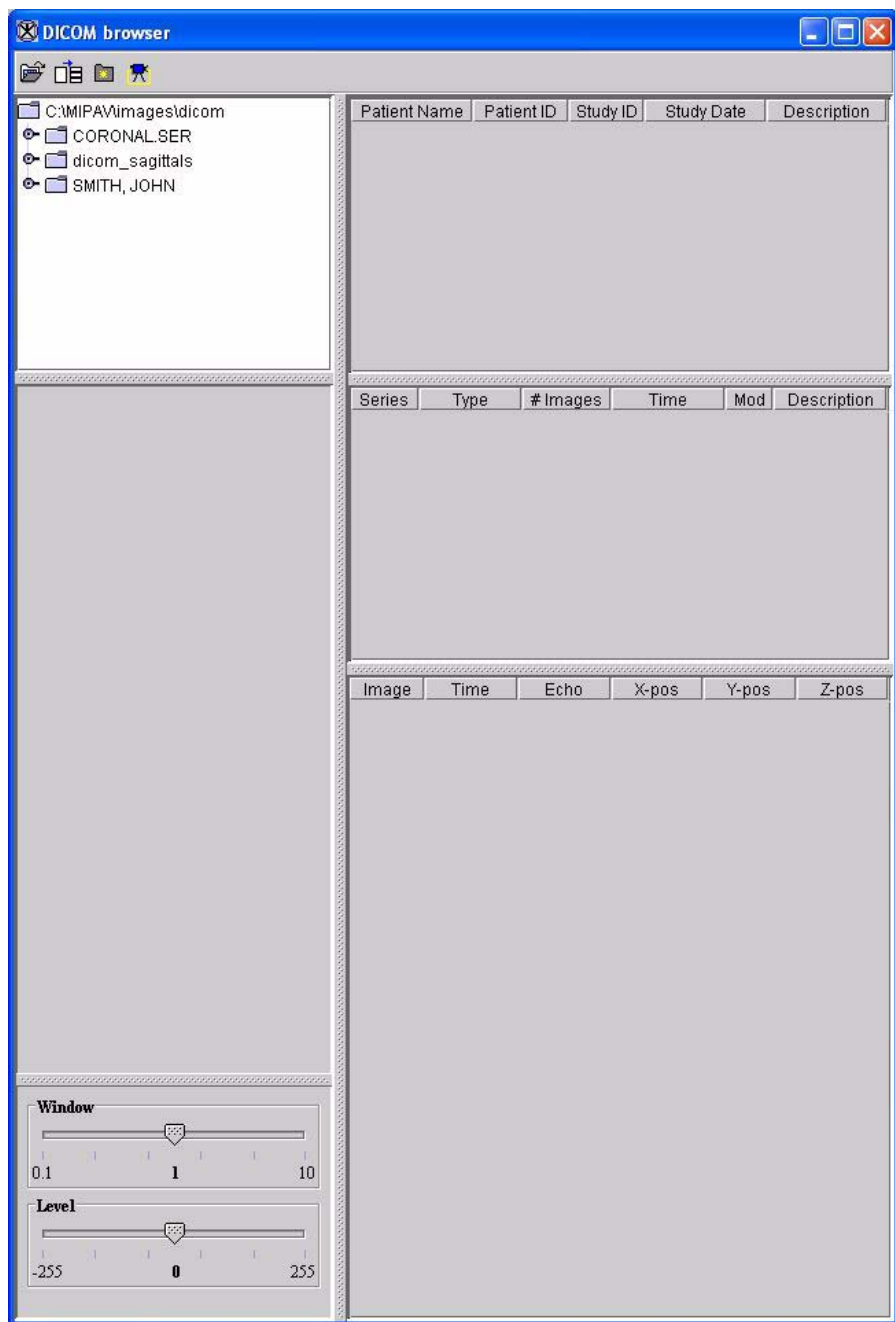 DICOM browser
C:\MIPAV\images\dicom
CORONAL.SER
dicom_sagittals
SMITH, JOHN
Patient Name Patient ID Study ID Study Date Description
Series Type # Images Time Mod Description
Image Time Echo X-pos Y-pos Z-pos
Window
0.1 1 10
Level
-255 0 255